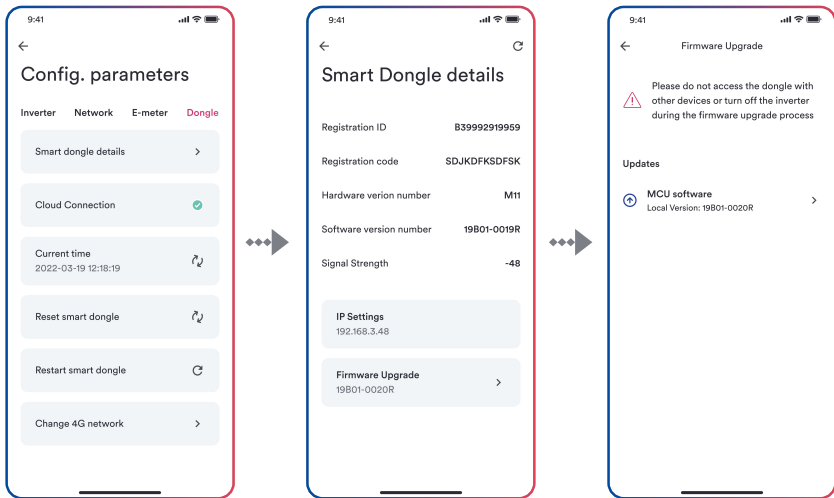 9:41
Config. parameters
Inverter Network E-meter Dongle
Smart dongle details
Cloud Connection
Current time
2022-03-19 12:18:19
Reset smart dongle
Restart smart dongle
Change 4G network
9:41
Smart Dongle details
Registration ID B39992919959
Registration code SDJKDFKSDFSK
Hardware verion number M11
Software version number 19B01-0019R
Signal Strength -48
IP Settings
192.168.3.48
Firmware Upgrade
19B01-0020R
9:41
Firmware Upgrade
Please do not access the dongle with
other devices or turn off the inverter
during the firmware upgrade process
Updates
MCU software
Local Version: 19B01-0020R